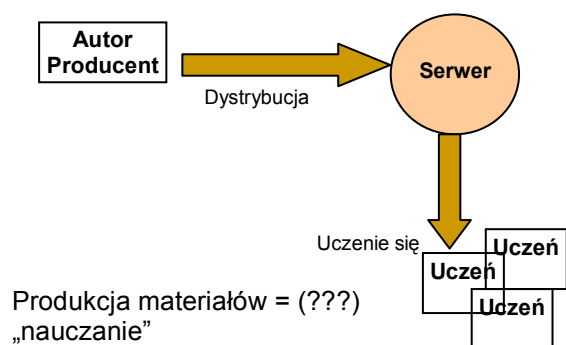 Autor
Producent
Serwer
Dystrybucja
Uczenie się
Uczeń
Uczeń
Uczeń
Produkcja materiałów = (???)
„nauczanie”